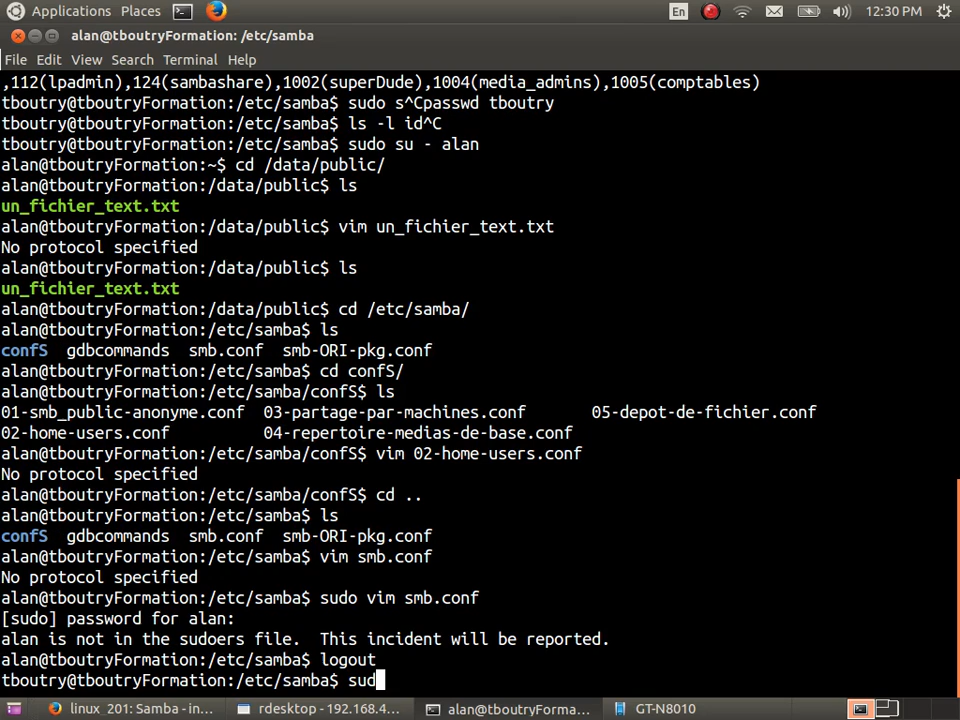 Applications Places En 12:30 PM
alan@tboutryFormation: /etc/samba
File Edit View Search Terminal Help
,112(lpadmin),124(sambashare),1002(superDude),1004(media_admins),1005(comptables)
tboutry@tboutryFormation:/etc/samba$ sudo s^Cpasswd tboutry
tboutry@tboutryFormation:/etc/samba$ ls -l id^C
tboutry@tboutryFormation:/etc/samba$ sudo su - alan
alan@tboutryFormation:~$ cd /data/public/
alan@tboutryFormation:/data/public$ ls
un_fichier_text.txt
alan@tboutryFormation:/data/public$ vim un_fichier_text.txt
No protocol specified
alan@tboutryFormation:/data/public$ ls
un_fichier_text.txt
alan@tboutryFormation:/data/public$ cd /etc/samba/
alan@tboutryFormation:/etc/samba$ ls
confS gdbcommands smb.conf smb-ORI-pkg.conf
alan@tboutryFormation:/etc/samba$ cd confS/
alan@tboutryFormation:/etc/samba/confS$ ls
01-smb_public-anonyme.conf 03-partage-par-machines.conf 05-depot-de-fichier.conf
02-home-users.conf 04-repertoire-medias-de-base.conf
alan@tboutryFormation:/etc/samba/confS$ vim 02-home-users.conf
No protocol specified
alan@tboutryFormation:/etc/samba/confS$ cd ..
alan@tboutryFormation:/etc/samba$ ls
confS gdbcommands smb.conf smb-ORI-pkg.conf
alan@tboutryFormation:/etc/samba$ vim smb.conf
No protocol specified
alan@tboutryFormation:/etc/samba$ sudo vim smb.conf
[sudo] password for alan:
alan is not in the sudoers file.  This incident will be reported.
alan@tboutryFormation:/etc/samba$ logout
tboutry@tboutryFormation:/etc/samba$ sud
linux_201: Samba - in... rdesktop - 192.168.4... alan@tboutryForma... GT-N8010